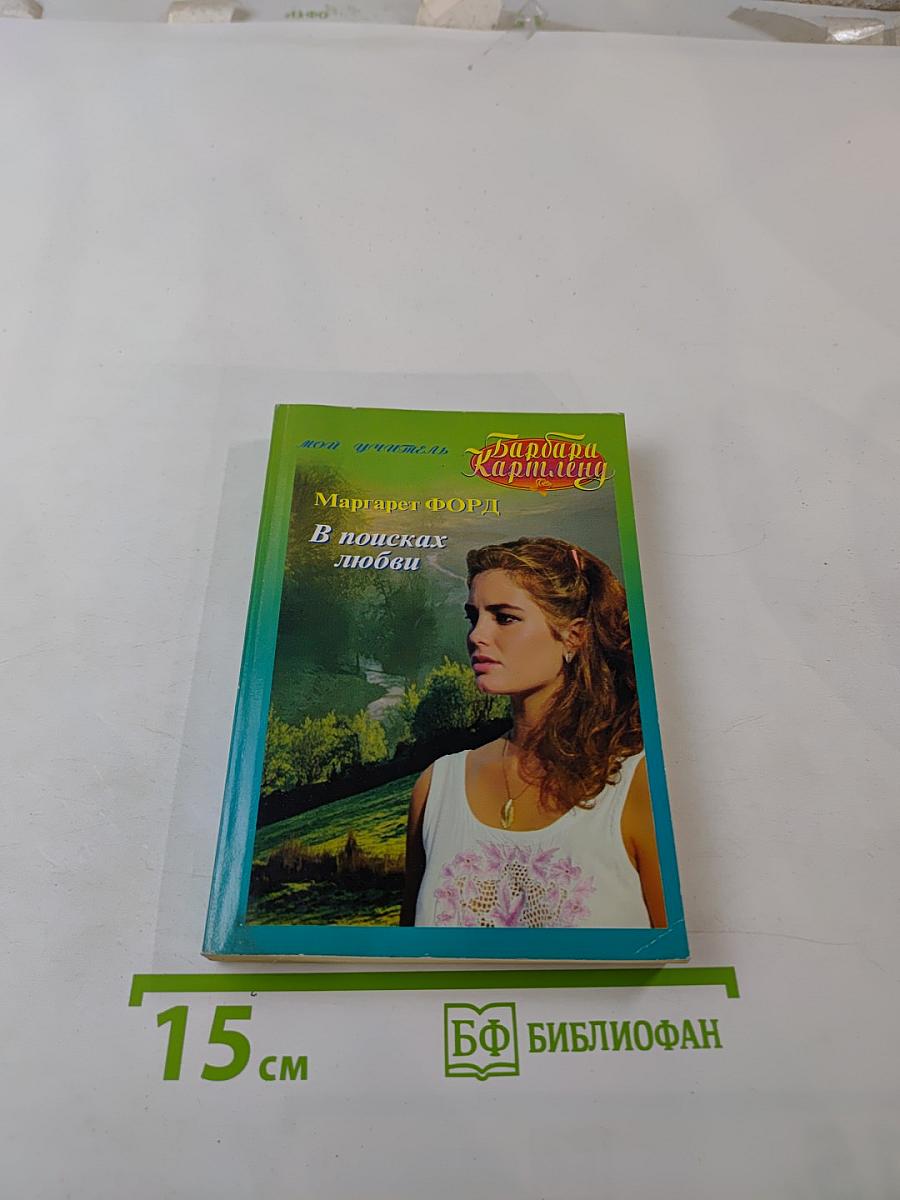 мой учитель
Барбара
Картленд
Маргарет ФОРД
В поисках
любви
15 см
БФ БИБЛИОФАН